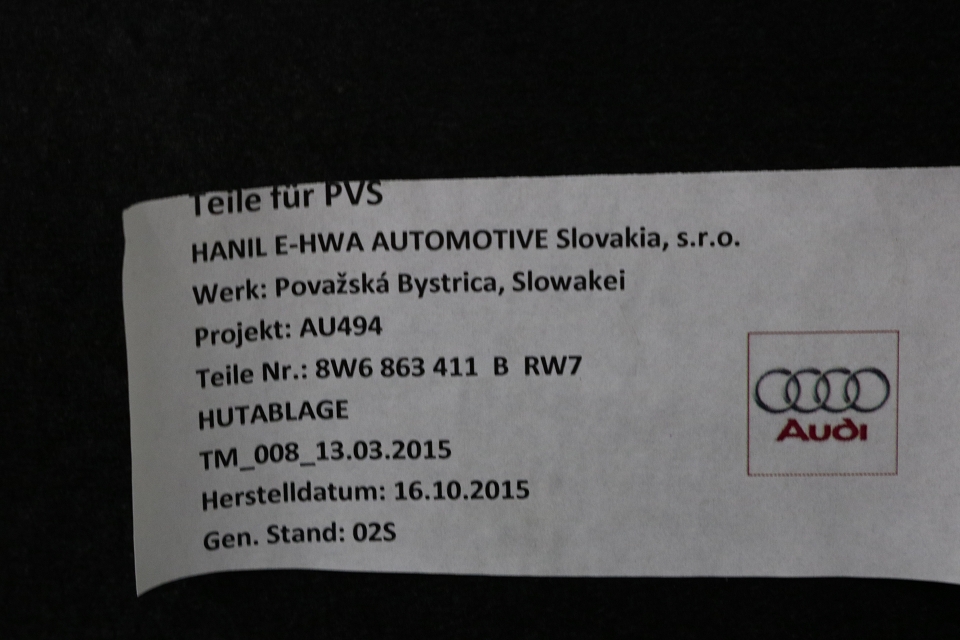 Teile für PVS
HANIL E-HWA AUTOMOTIVE Slovakia, s.r.o.
Werk: Považská Bystrica, Slowakei
Projekt: AU494
Teile Nr.: 8W6 863 411 B RW7
HUTABLAGE
TM_008_13.03.2015
Herstelldatum: 16.10.2015
Gen. Stand: 02S
Audi